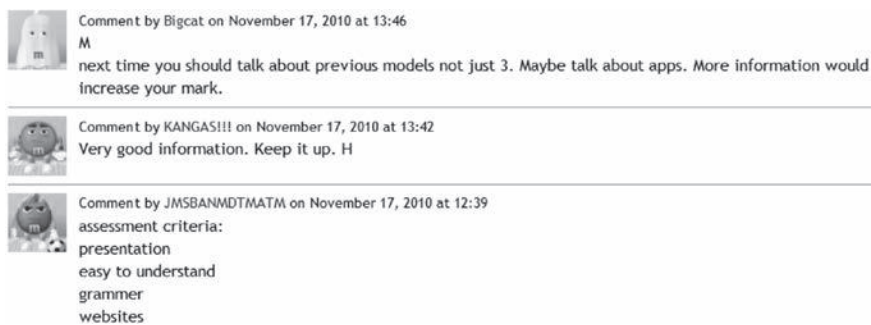 Comment by Bigcat on November 17, 2010 at 13:46
M
next time you should talk about previous models not just 3. Maybe talk about apps. More information would
increase your mark.
Comment by KANGAS!!! on November 17, 2010 at 13:42
Very good information. Keep it up. H
Comment by JMSBANMDTMATM on November 17, 2010 at 12:39
assessment criteria:
presentation
easy to understand
grammer
websites